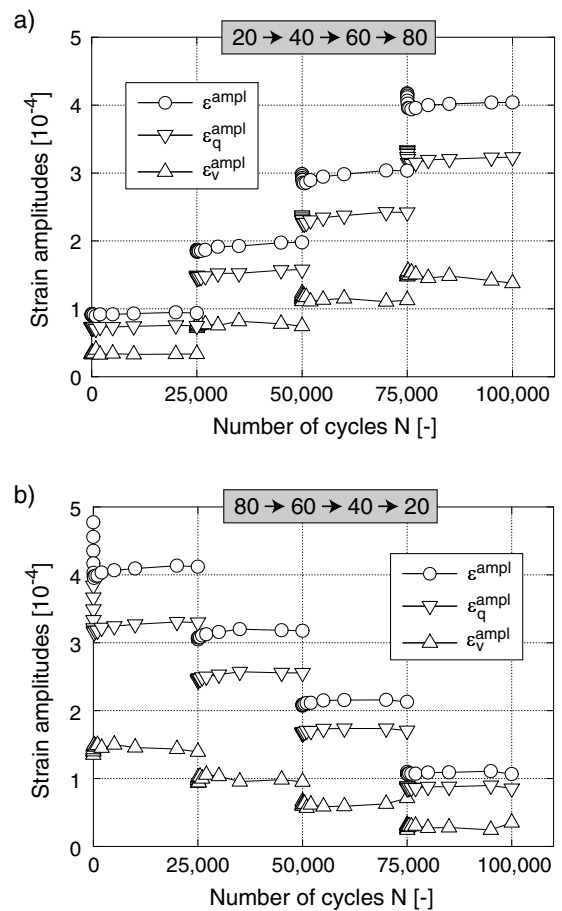 a)
20 → 40 → 60 → 80
5
4
3
2
1
0
Strain amplitudes [10⁻⁴]
ε^ampl
ε_q^ampl
ε_v^ampl
0 25,000 50,000 75,000 100,000
Number of cycles N [-]
b)
80 → 60 → 40 → 20
5
4
3
2
1
0
Strain amplitudes [10⁻⁴]
ε^ampl
ε_q^ampl
ε_v^ampl
0 25,000 50,000 75,000 100,000
Number of cycles N [-]